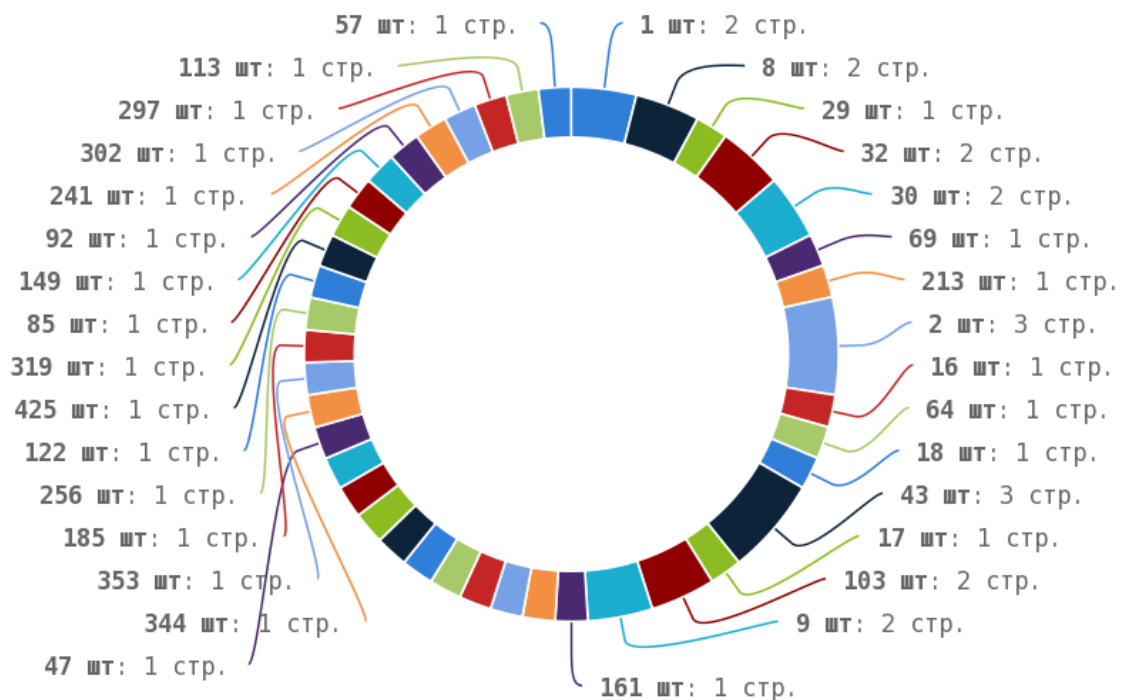 57 шт: 1 стр.
1 шт: 2 стр.
113 шт: 1 стр.
8 шт: 2 стр.
297 шт: 1 стр.
29 шт: 1 стр.
302 шт: 1 стр.
32 шт: 2 стр.
241 шт: 1 стр.
30 шт: 2 стр.
92 шт: 1 стр.
69 шт: 1 стр.
149 шт: 1 стр.
213 шт: 1 стр.
85 шт: 1 стр.
2 шт: 3 стр.
319 шт: 1 стр.
16 шт: 1 стр.
425 шт: 1 стр.
64 шт: 1 стр.
122 шт: 1 стр.
18 шт: 1 стр.
256 шт: 1 стр.
43 шт: 3 стр.
185 шт: 1 стр.
17 шт: 1 стр.
353 шт: 1 стр.
103 шт: 2 стр.
344 шт: 1 стр.
9 шт: 2 стр.
47 шт: 1 стр.
161 шт: 1 стр.